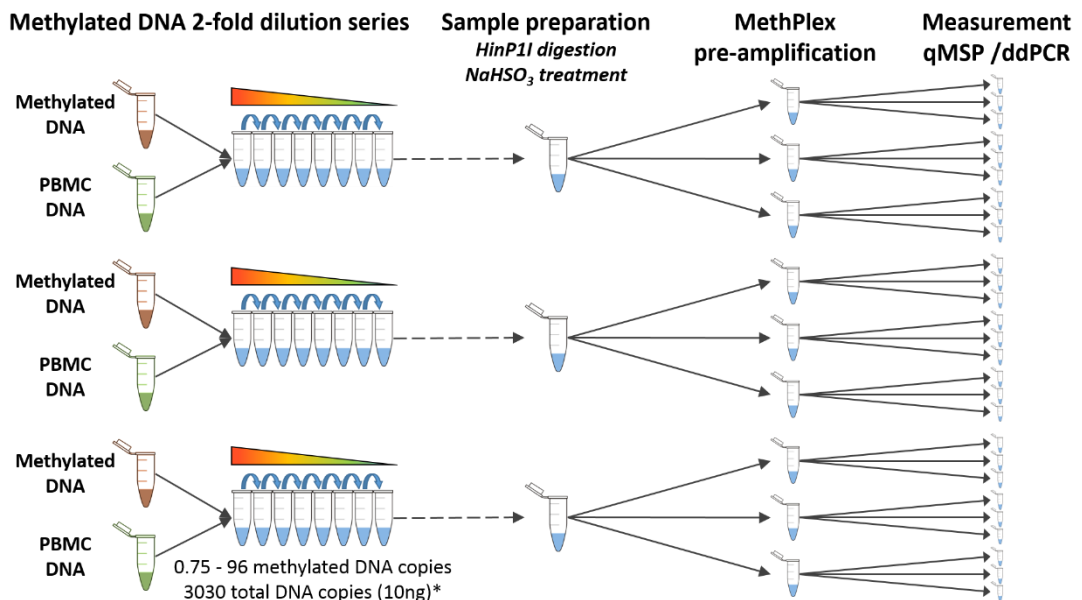 Methylated DNA 2-fold dilution series
Sample preparation
HinP1I digestion
NaHSO₃ treatment
MethPlex
pre-amplification
Measurement
qMSP /ddPCR
Methylated
DNA
PBMC
DNA
Methylated
DNA
PBMC
DNA
Methylated
DNA
PBMC
DNA
0.75 - 96 methylated DNA copies
3030 total DNA copies (10ng)*